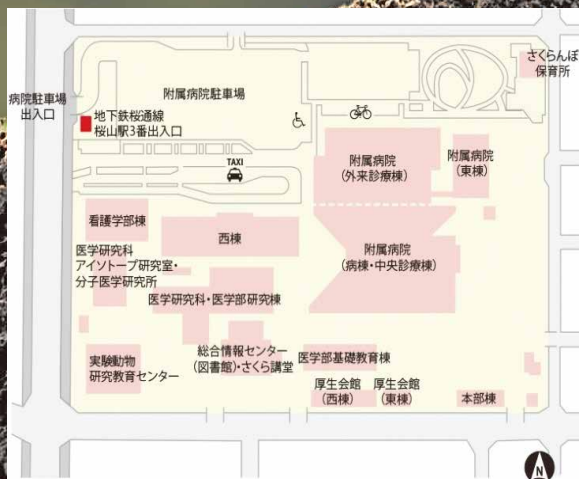 さくらんぼ
保育所
病院駐車場
出入口
附属病院駐車場
地下鉄桜通線
桜山駅3番出入口
TAXI
附属病院
(外来診療棟)
附属病院
(東棟)
看護学部棟
西棟
附属病院
(病棟・中央診療棟)
医学研究科
アイソトープ研究室・
分子医学研究所
医学研究科・医学部研究棟
実験動物
研究教育センター
総合情報センター
(図書館)・さくら講堂
医学部基礎教育棟
厚生会館
(西棟)
厚生会館
(東棟)
本部棟
N